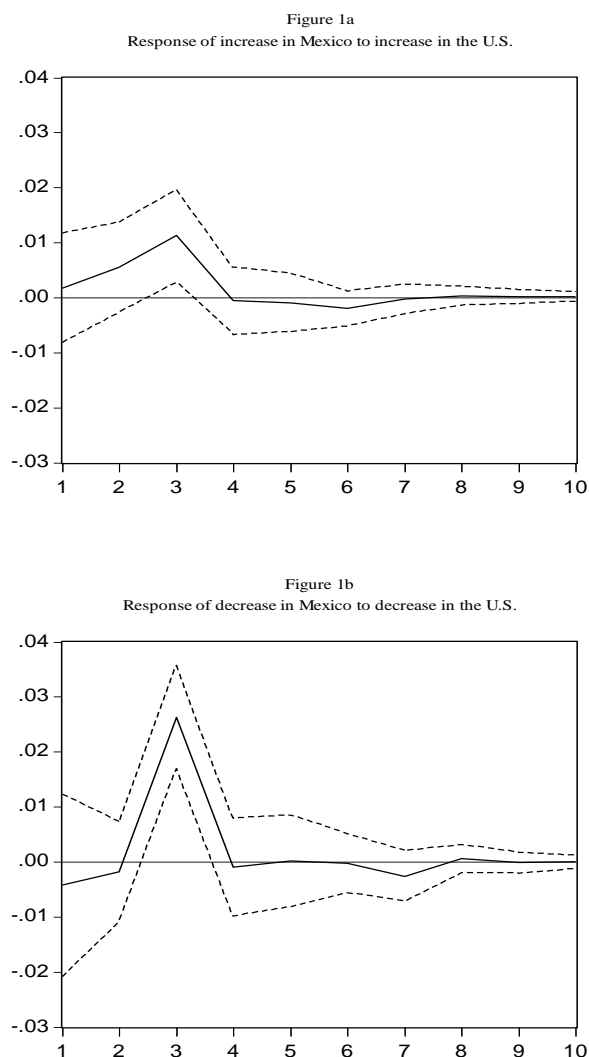 Figure 1a
Response of increase in Mexico to increase in the U.S.
.04
.03
.02
.01
.00
-.01
-.02
-.03
1 2 3 4 5 6 7 8 9 10
Figure 1b
Response of decrease in Mexico to decrease in the U.S.
.04
.03
.02
.01
.00
-.01
-.02
-.03
1 2 3 4 5 6 7 8 9 10